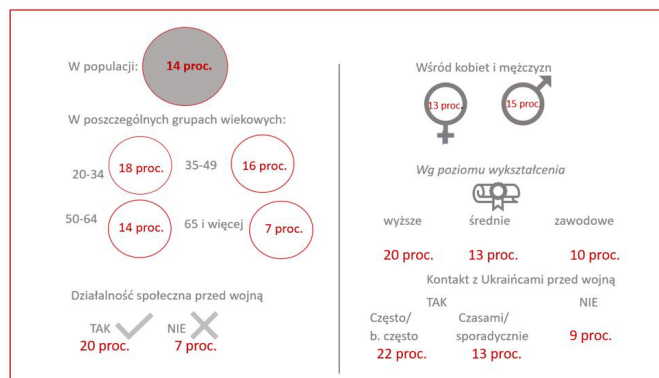 W populacji:
14 proc.
W poszczególnych grupach wiekowych:
20-34
18 proc.
35-49
16 proc.
50-64
14 proc.
65 i więcej
7 proc.
Działalność społeczna przed wojną
TAK
NIE
20 proc.
7 proc.
Wśród kobiet i mężczyzn
13 proc.
15 proc.
Wg poziomu wykształcenia
wyższe
średnie
zawodowe
20 proc.
13 proc.
10 proc.
Kontakt z Ukraińcami przed wojną
TAK
NIE
Często/
b. często
Czasami/
sporadycznie
9 proc.
22 proc.
13 proc.